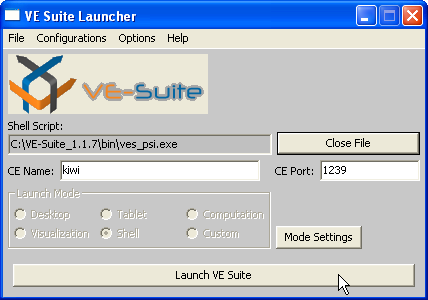 VE Suite Launcher
File Configurations Options Help
VE-Suite
Shell Script:
C:\VE-Suite_1.1.7\bin\ves_psi.exe Close File
CE Name: kiwi CE Port: 1239
Launch Mode
Desktop Tablet Computation
Visualization Shell Custom
Mode Settings
Launch VE Suite